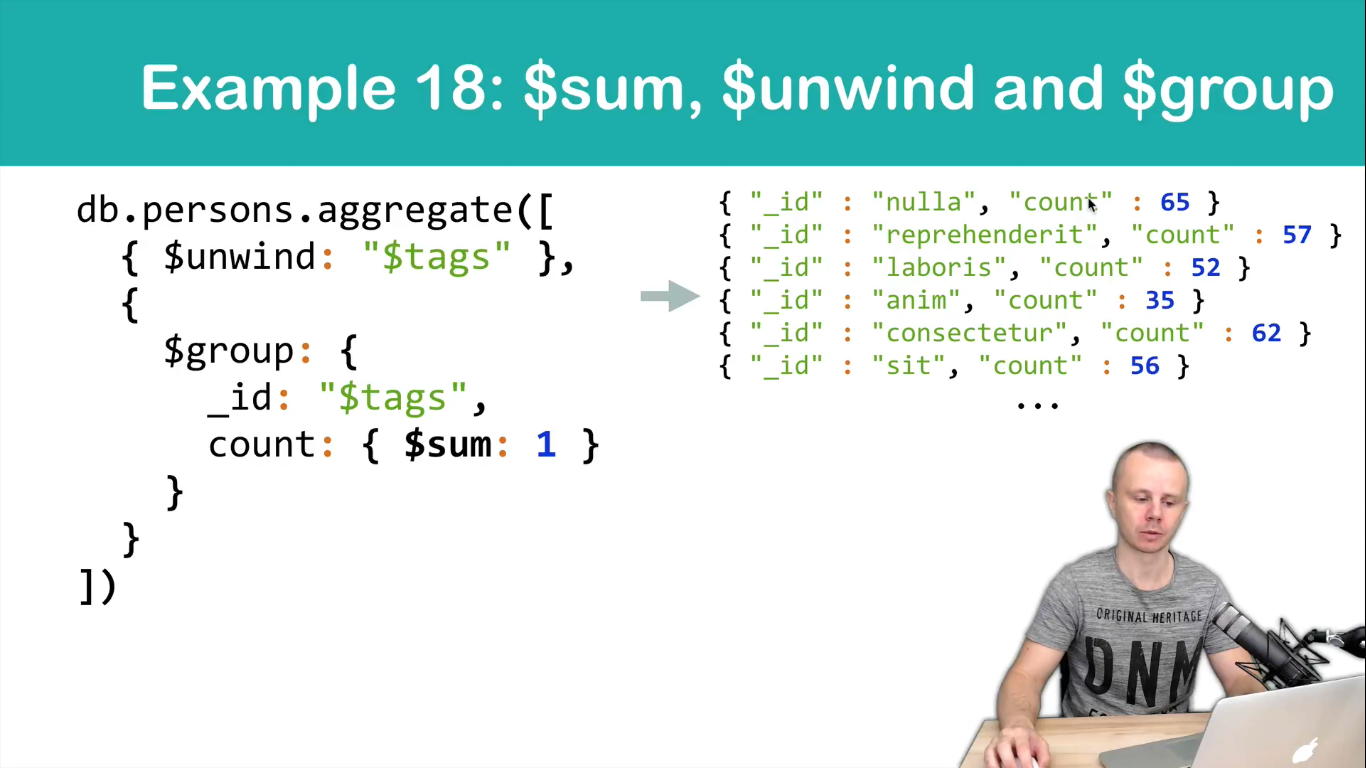 Example 18: $sum, $unwind and $group
db.persons.aggregate([
{ $unwind: "$tags" },
{
$group: {
_id: "$tags",
count: { $sum: 1 }
}
}
])
{ "_id" : "nulla", "count" : 65 }
{ "_id" : "reprehenderit", "count" : 57 }
{ "_id" : "laboris", "count" : 52 }
{ "_id" : "anim", "count" : 35 }
{ "_id" : "consectetur", "count" : 62 }
{ "_id" : "sit", "count" : 56 }
...
ORIGINAL HERITAGE
DNM